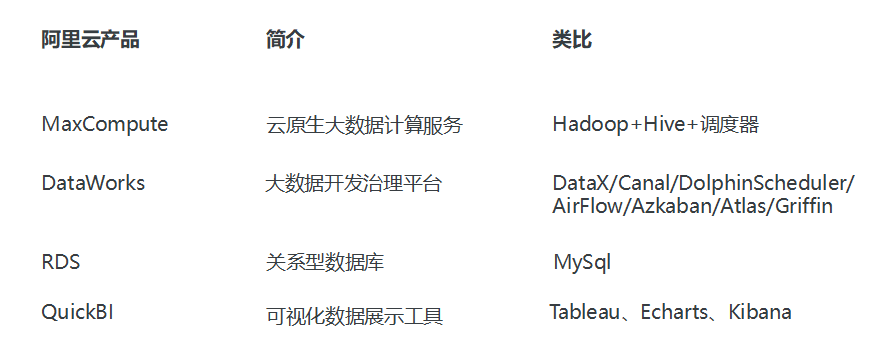 阿里云产品 简介 类比
MaxCompute 云原生大数据计算服务 Hadoop+Hive+调度器
DataWorks 大数据开发治理平台 DataX/Canal/DolphinScheduler/
AirFlow/Azkaban/Atlas/Griffin
RDS 关系型数据库 MySql
QuickBI 可视化数据展示工具 Tableau、Echarts、Kibana